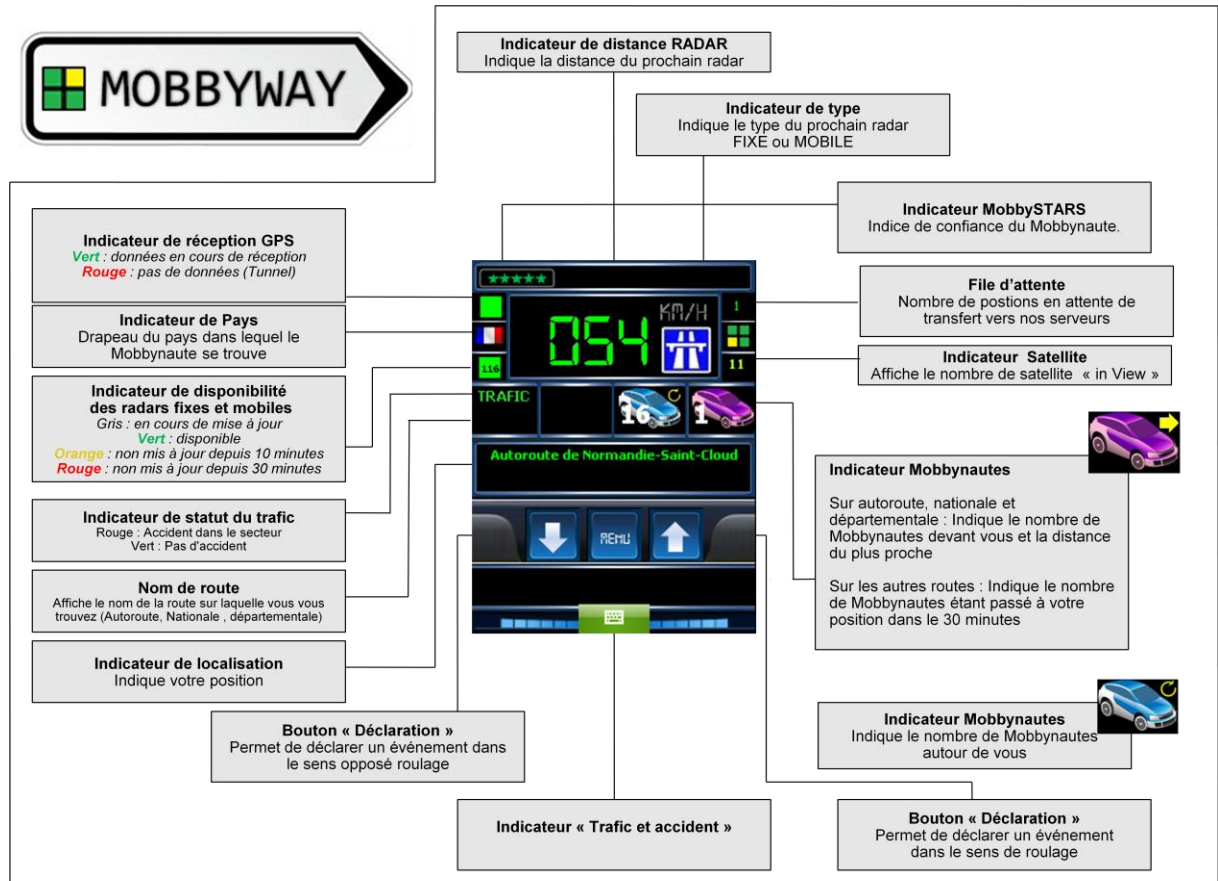 MOBBYWAY
Indicateur de distance RADAR
Indique la distance du prochain radar
Indicateur de type
Indique le type du prochain radar
FIXE ou MOBILE
Indicateur MobbySTARS
Indice de confiance du Mobbynaute.
Indicateur de réception GPS
Vert : données en cours de réception
Rouge : pas de données (Tunnel)
File d'attente
Nombre de postions en attente de
transfert vers nos serveurs
Indicateur de Pays
Drapeau du pays dans lequel le
Mobbynaute se trouve
Indicateur Satellite
Affiche le nombre de satellite « in View »
Indicateur de disponibilité
des radars fixes et mobiles
Gris : en cours de mise à jour
Vert : disponible
Orange : non mis à jour depuis 10 minutes
Rouge : non mis à jour depuis 30 minutes
KM/H
054
1
116
11
TRAFIC
16
1
Autoroute de Normandie-Saint-Cloud
MENU
Indicateur Mobbynautes
Sur autoroute, nationale et
départementale : Indique le nombre de
Mobbynautes devant vous et la distance
du plus proche
Sur les autres routes : Indique le nombre
de Mobbynautes étant passé à votre
position dans le 30 minutes
Indicateur de statut du trafic
Rouge : Accident dans le secteur
Vert : Pas d'accident
Nom de route
Affiche le nom de la route sur laquelle vous vous
trouvez (Autoroute, Nationale , départementale)
Indicateur de localisation
Indique votre position
Bouton « Déclaration »
Permet de déclarer un événement dans
le sens opposé roulage
Indicateur Mobbynautes
Indique le nombre de Mobbynautes
autour de vous
Indicateur « Trafic et accident »
Bouton « Déclaration »
Permet de déclarer un événement
dans le sens de roulage